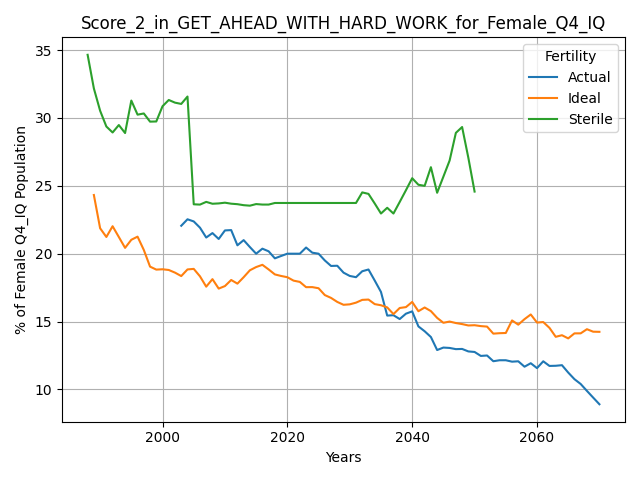 Score_2_in_GET_AHEAD_WITH_HARD_WORK_for_Female_Q4_IQ
Fertility
Actual
Ideal
Sterile
% of Female Q4_IQ Population
35
30
25
20
15
10
2000
2020
2040
2060
Years